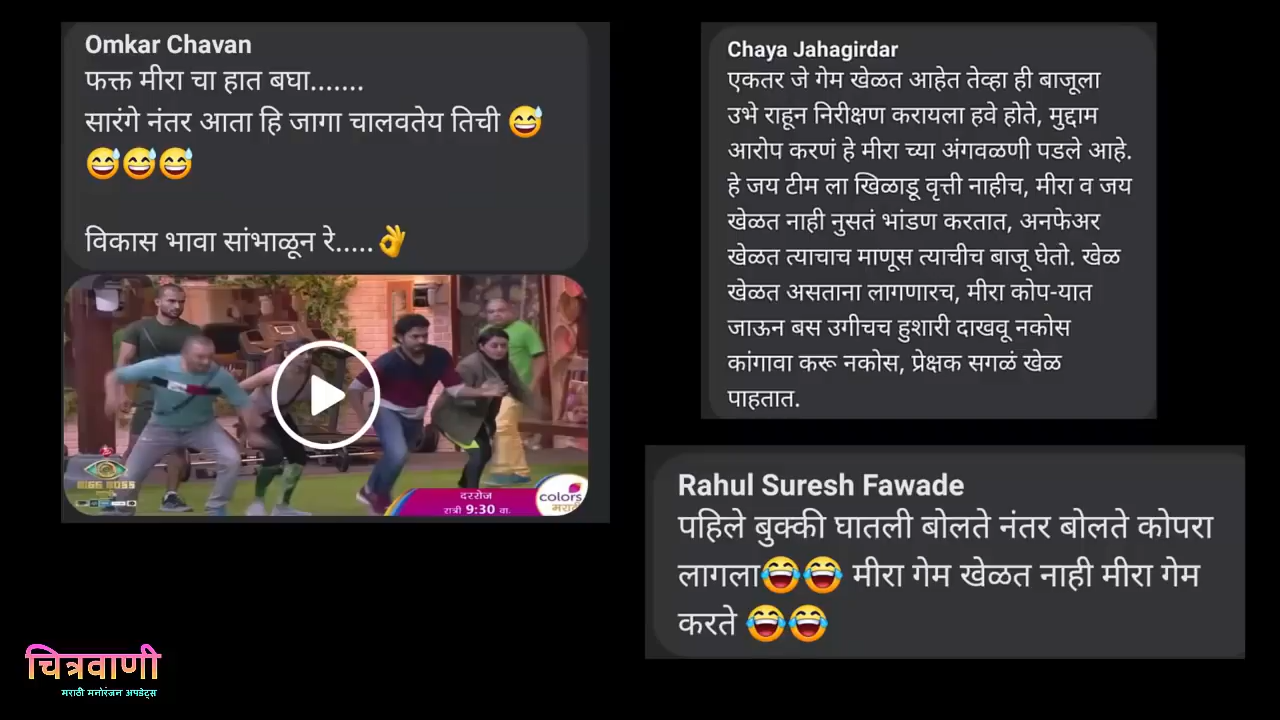 Omkar Chavan
फक्त मीरा चा हात बघा.......
सारंगे नंतर आता हि जागा चालवतेय तिची 😅
😅😅😅
विकास भावा सांभाळून रे.....👌
BIGG BOSS
दररोज
रात्री 9:30 वा.
colors
मराठी
Chaya Jahagirdar
एकतर जे गेम खेळत आहेत तेव्हा ही बाजूला
उभे राहून निरीक्षण करायला हवे होते, मुद्दाम
आरोप करणं हे मीरा च्या अंगवळणी पडले आहे.
हे जय टीम ला खिळाडू वृत्ती नाहीच, मीरा व जय
खेळत नाही नुसतं भांडण करतात, अनफेअर
खेळत त्याचाच माणूस त्याचीच बाजू घेतो. खेळ
खेळत असताना लागणारच, मीरा कोप-यात
जाऊन बस उगीचच हुशारी दाखवू नकोस
कांगावा करू नकोस, प्रेक्षक सगळं खेळ
पाहतात.
Rahul Suresh Fawade
पहिले बुक्की घातली बोलते नंतर बोलते कोपरा
लागला😂😂 मीरा गेम खेळत नाही मीरा गेम
करते 😂😂
चित्रवाणी
मराठी मनोरंजन अपडेट्स